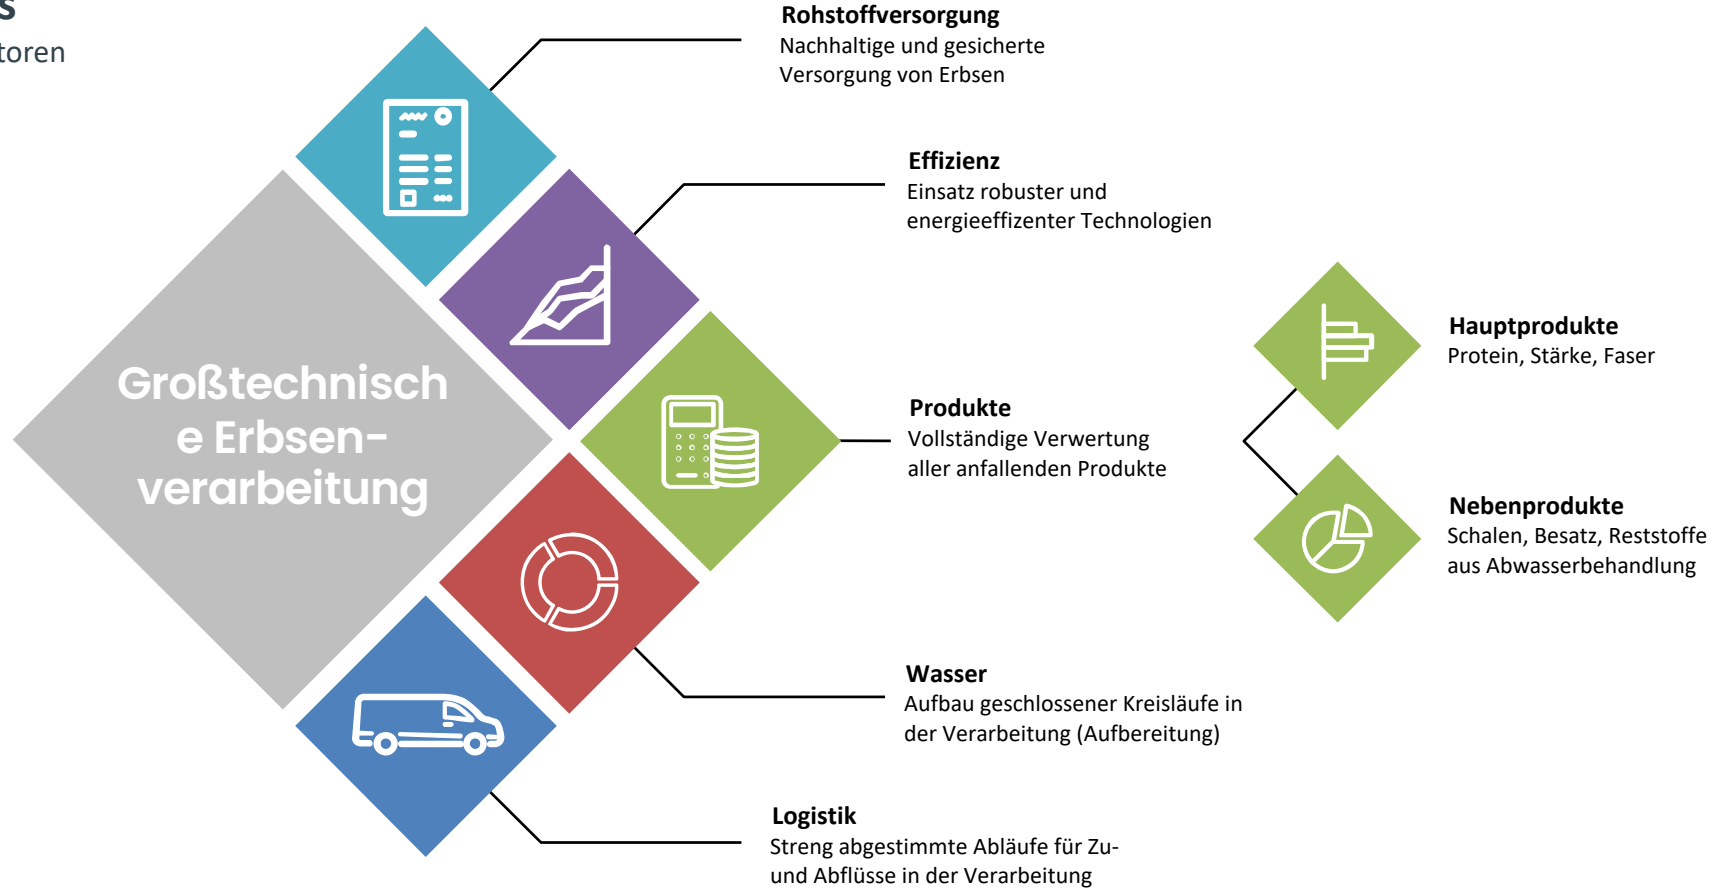 s
toren
Rohstoffversorgung
Nachhaltige und gesicherte
Versorgung von Erbsen
Effizienz
Einsatz robuster und
energieeffizenter Technologien
Großtechnisch
e Erbsen-
verarbeitung
Produkte
Vollständige Verwertung
aller anfallenden Produkte
Hauptprodukte
Protein, Stärke, Faser
Nebenprodukte
Schalen, Besatz, Reststoffe
aus Abwasserbehandlung
Wasser
Aufbau geschlossener Kreisläufe in
der Verarbeitung (Aufbereitung)
Logistik
Streng abgestimmte Abläufe für Zu-
und Abflüsse in der Verarbeitung